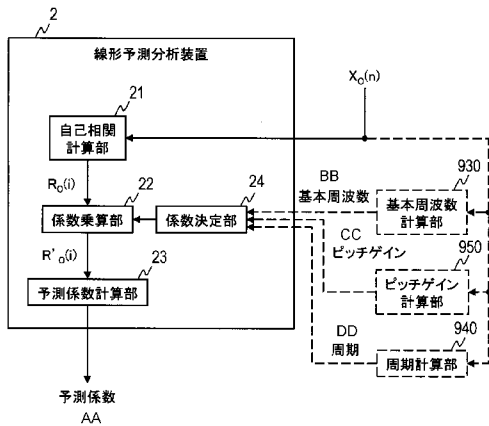 2
線形予測分析装置
X_O(n)
21
自己相関
計算部
R_O(i)
22
係数乗算部
24
係数決定部
BB
基本周波数
930
基本周波数
計算部
R'_O(i)
23
予測係数計算部
CC
ピッチゲイン
950
ピッチゲイン
計算部
DD
周期
940
周期計算部
予測係数
AA